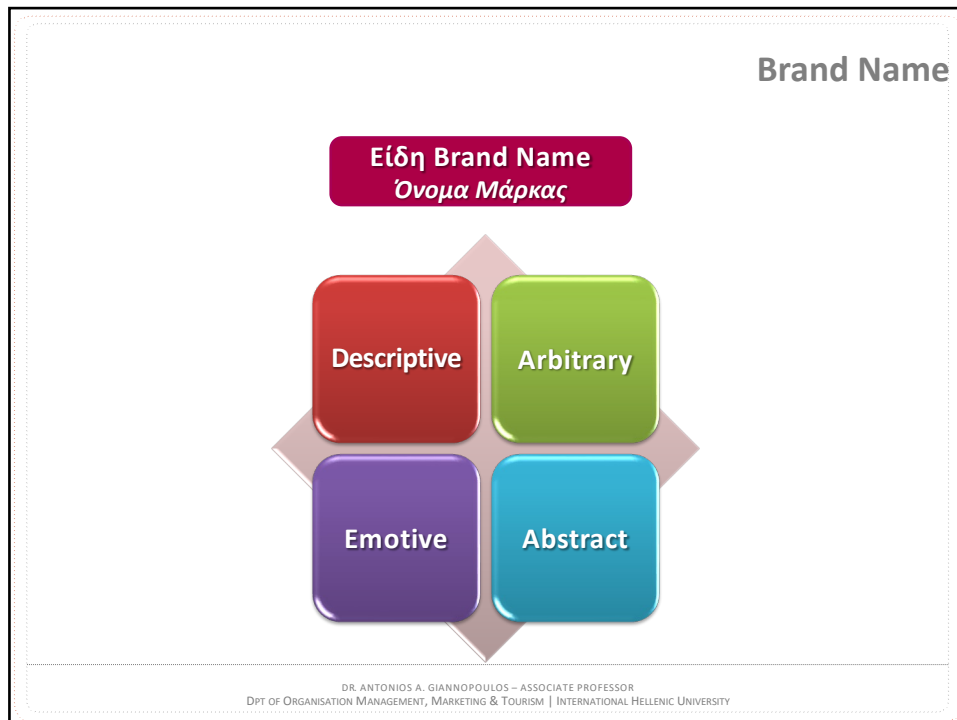 Brand Name
Είδη Brand Name
Όνομα Μάρκας
Descriptive
Arbitrary
Emotive
Abstract
DR. ANTONIOS A. GIANNOPOULOS – ASSOCIATE PROFESSOR
DPT OF ORGANISATION MANAGEMENT, MARKETING & TOURISM | INTERNATIONAL HELLENIC UNIVERSITY